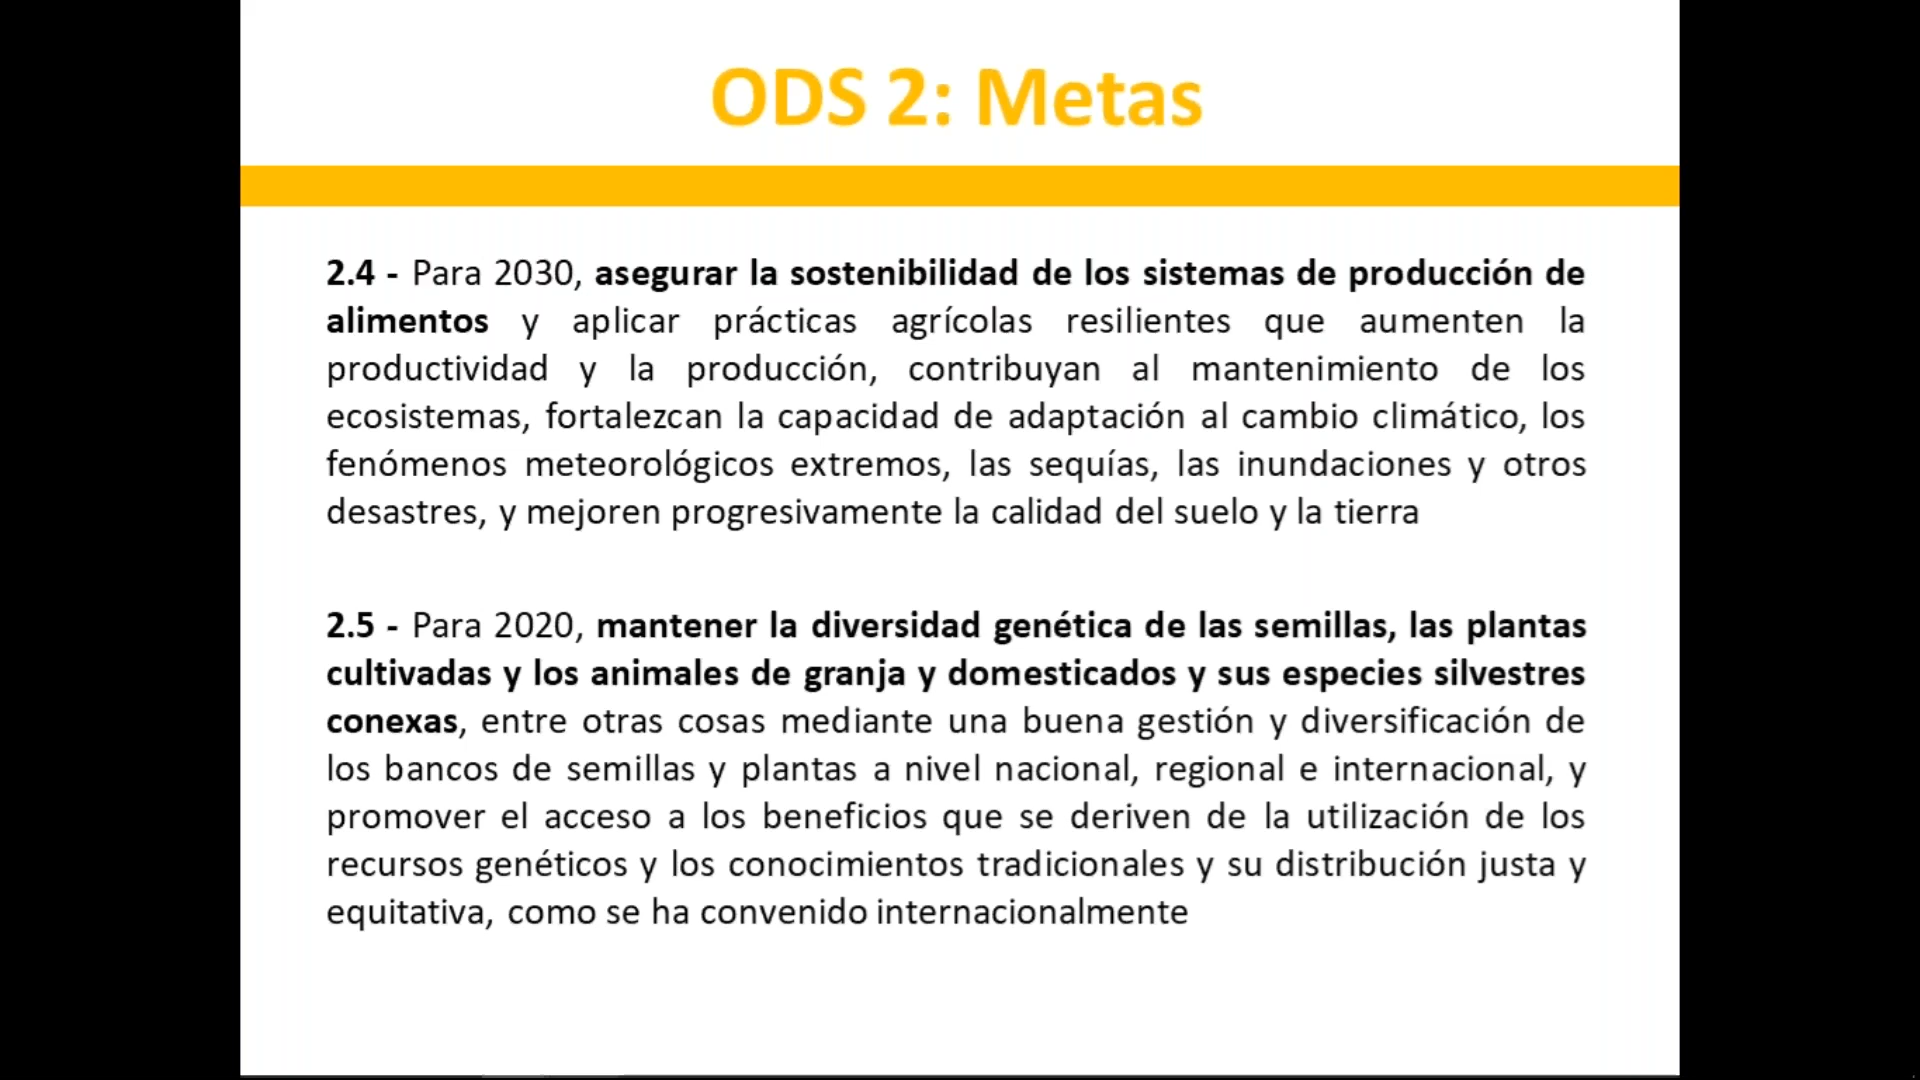 ODS 2: Metas
2.4 - Para 2030, asegurar la sostenibilidad de los sistemas de producción de
alimentos y aplicar prácticas agrícolas resilientes que aumenten la
productividad y la producción, contribuyan al mantenimiento de los
ecosistemas, fortalezcan la capacidad de adaptación al cambio climático, los
fenómenos meteorológicos extremos, las sequías, las inundaciones y otros
desastres, y mejoren progresivamente la calidad del suelo y la tierra
2.5 - Para 2020, mantener la diversidad genética de las semillas, las plantas
cultivadas y los animales de granja y domesticados y sus especies silvestres
conexas, entre otras cosas mediante una buena gestión y diversificación de
los bancos de semillas y plantas a nivel nacional, regional e internacional, y
promover el acceso a los beneficios que se deriven de la utilización de los
recursos genéticos y los conocimientos tradicionales y su distribución justa y
equitativa, como se ha convenido internacionalmente